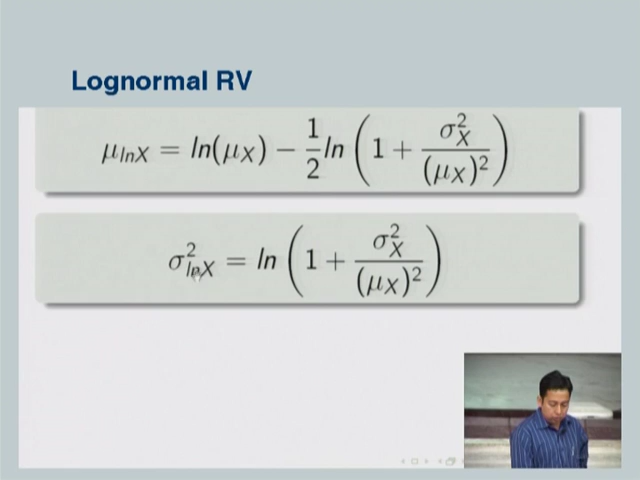 Lognormal RV
μ_lnX = ln(μ_X) − 1/2 ln (1 + σ²_X / (μ_X)²)
σ²_lnX = ln (1 + σ²_X / (μ_X)²)